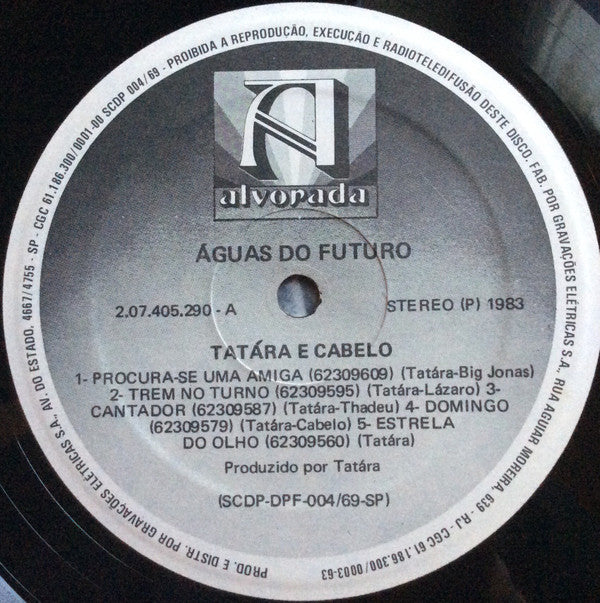 PROD. E DISTR. POR GRAVAÇÕES ELÉTRICAS S.A., AV. DO ESTADO, 4667/4755 - SP - CGC 61.186.300/0001-00 SCDP 004/69 - PROIBIDA A REPRODUÇÃO, EXECUCÃO E RADIOTELEDIFUSÃO DESTE DISCO. FAB. POR GRAVAÇÕES ELÉTRICAS S.A., RUA AGUIAR MOREIRA, 639 - RJ - CGC 61.186.300/0003-63
A
alvorada
ÁGUAS DO FUTURO
2.07.405.290 - A
STEREO (P) 1983
TATÁRA E CABELO
1- PROCURA-SE UMA AMIGA (62309609) (Tatára-Big Jonas)
2- TREM NO TURNO (62309595) (Tatára-Lázaro) 3-
CANTADOR (62309587) (Tatára-Thadeu) 4- DOMINGO
(62309579) (Tatára-Cabelo) 5- ESTRELA
DO OLHO (62309560) (Tatára)
Produzido por Tatára
(SCDP-DPF-004/69-SP)